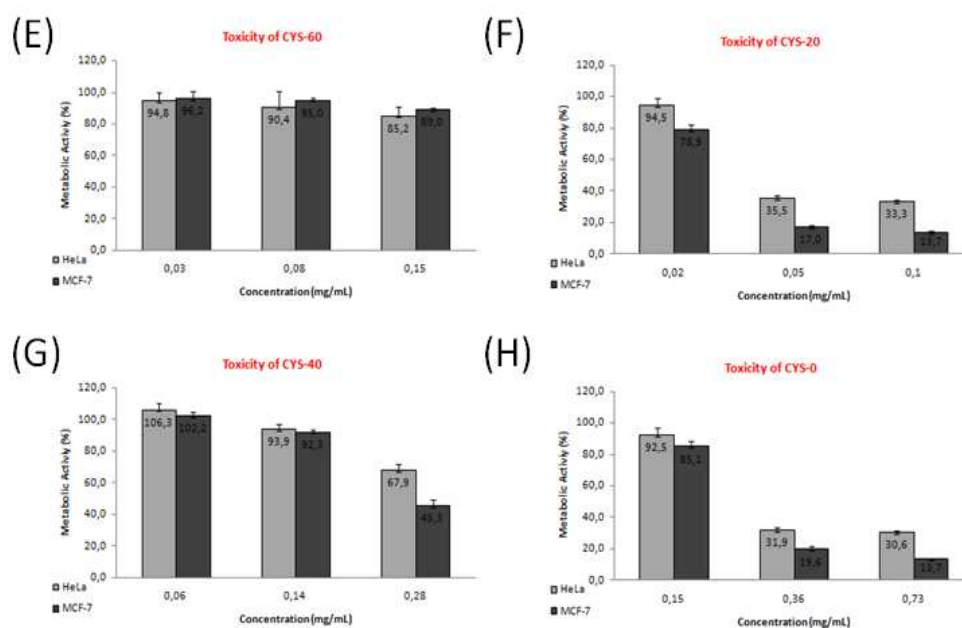 (E)
Toxicity of CYS-60
Metabolic Activiy (%)
120,0
100,0
80,0
60,0
40,0
20,0
0,0
94,8
96,2
90,4
95,0
85,2
89,0
0,03
0,08
0,15
HeLa
MCF-7
Concentration (mg/mL)
(F)
Toxicity of CYS-20
Metabolic Activiy (%)
120,0
100,0
80,0
60,0
40,0
20,0
0,0
94,5
78,9
35,5
17,0
33,3
13,7
0,02
0,05
0,1
HeLa
MCF-7
Concentration (mg/mL)
(G)
Toxicity of CYS-40
Metabolic Activiy (%)
120,0
100,0
80,0
60,0
40,0
20,0
0,0
106,3
102,2
93,9
92,3
67,9
0,06
0,14
0,28
HeLa
MCF-7
Concentration (mg/mL)
(H)
Toxicity of CYS-0
Metabolic Activiy (%)
120,0
100,0
80,0
60,0
40,0
20,0
0,0
92,5
85,1
31,9
19,6
30,6
13,7
0,15
0,36
0,73
HeLa
MCF-7
Concentration (mg/mL)